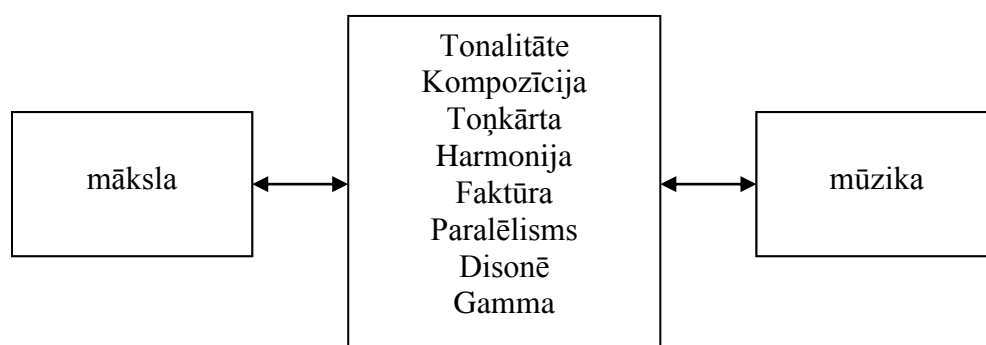 māksla
Tonalitāte
Kompozīcija
Toņkārta
Harmonija
Faktūra
Paralēlisms
Disonē
Gamma
mūzika